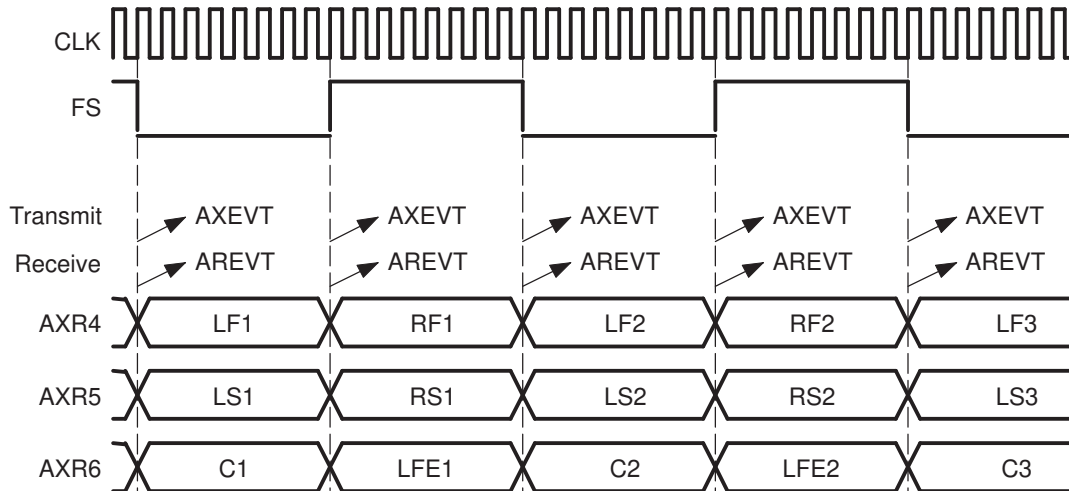 CLK
FS
Transmit AXEVT AXEVT AXEVT AXEVT AXEVT
Receive AREVT AREVT AREVT AREVT AREVT
AXR4 LF1 RF1 LF2 RF2 LF3
AXR5 LS1 RS1 LS2 RS2 LS3
AXR6 C1 LFE1 C2 LFE2 C3